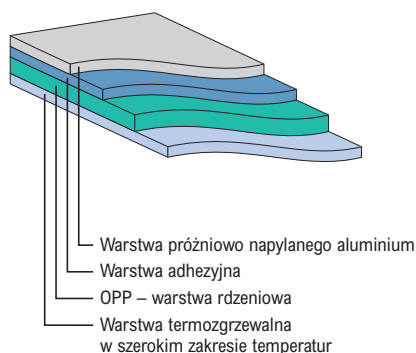 Warstwa próżniowo napylanego aluminium
Warstwa adhezyjna
OPP – warstwa rdzeniowa
Warstwa termozgrzewalna
w szerokim zakresie temperatur